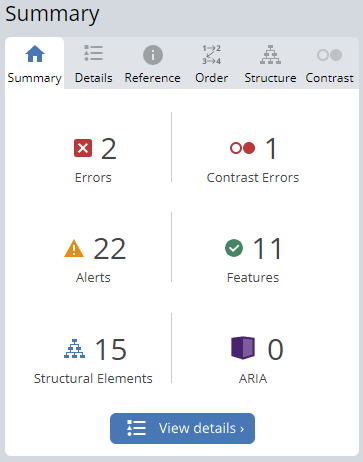 Summary
Summary Details Reference Order Structure Contrast
2 1
Errors Contrast Errors
22 11
Alerts Features
15 0
Structural Elements ARIA
View details ›